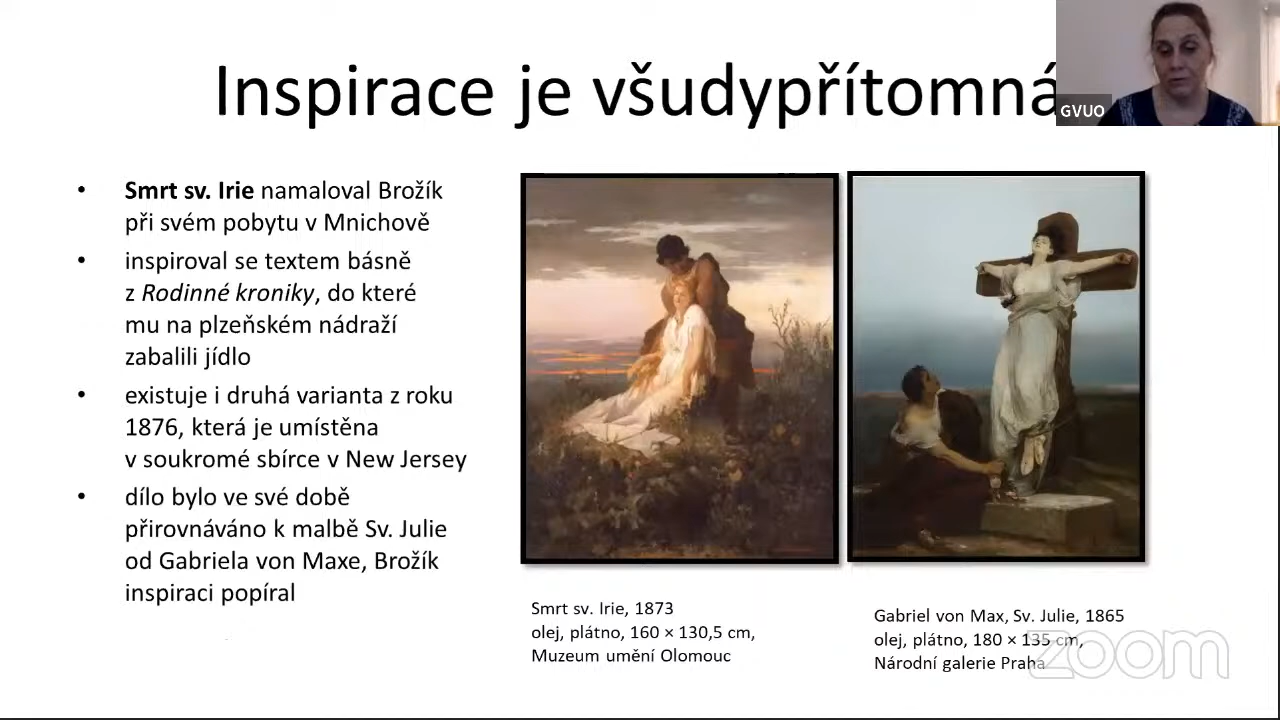 Inspirace je všudypřítomná
GVUO
• Smrt sv. Irie namaloval Brožík
při svém pobytu v Mnichově
• inspiroval se textem básně
z Rodinné kroniky, do které
mu na plzeňském nádraží
zabalili jídlo
• existuje i druhá varianta z roku
1876, která je umístěna
v soukromé sbírce v New Jersey
• dílo bylo ve své době
přirovnáváno k malbě Sv. Julie
od Gabriela von Maxe, Brožík
inspiraci popíral
Smrt sv. Irie, 1873
olej, plátno, 160 × 130,5 cm,
Muzeum umění Olomouc
Gabriel von Max, Sv. Julie, 1865
olej, plátno, 180 × 135 cm,
Národní galerie Praha
zoom